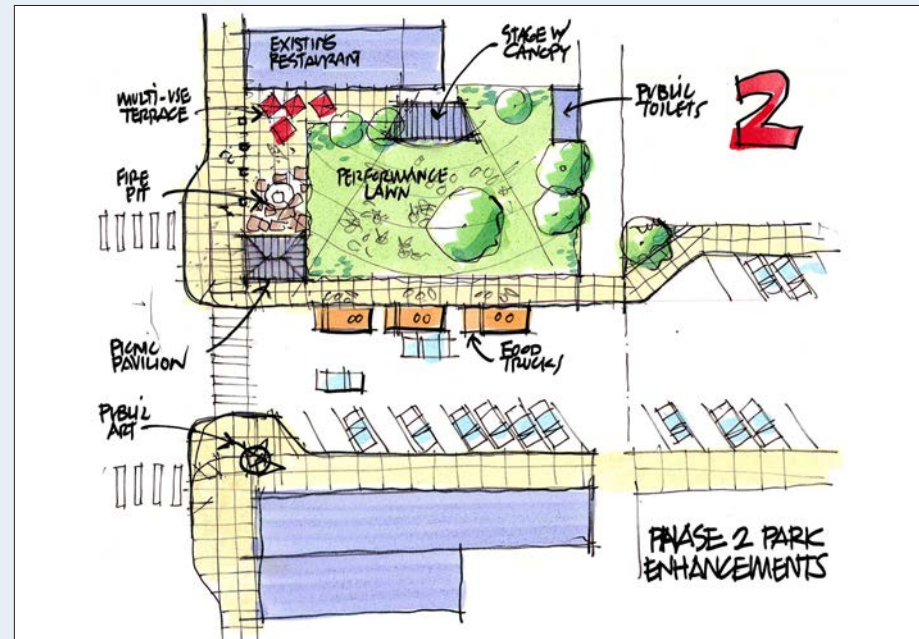 EXISTING
RESTAURANT
STAGE W/
CANOPY
MULTI-USE
TERRACE
PUBLIC
TOILETS
2
FIRE
PIT
PERFORMANCE
LAWN
PICNIC
PAVILION
FOOD
TRUCKS
PUBLIC
ART
PHASE 2 PARK
ENHANCEMENTS